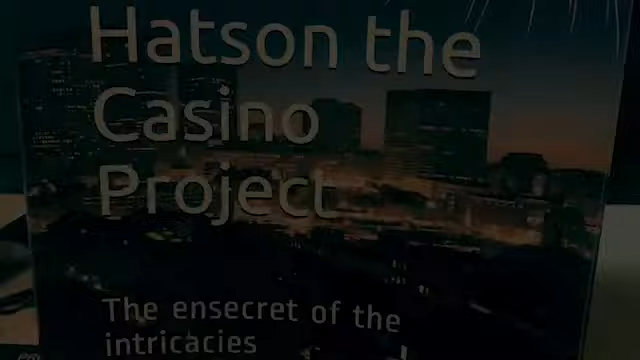 Hatson the
Casino
Project
The ensecret of the
intricacies